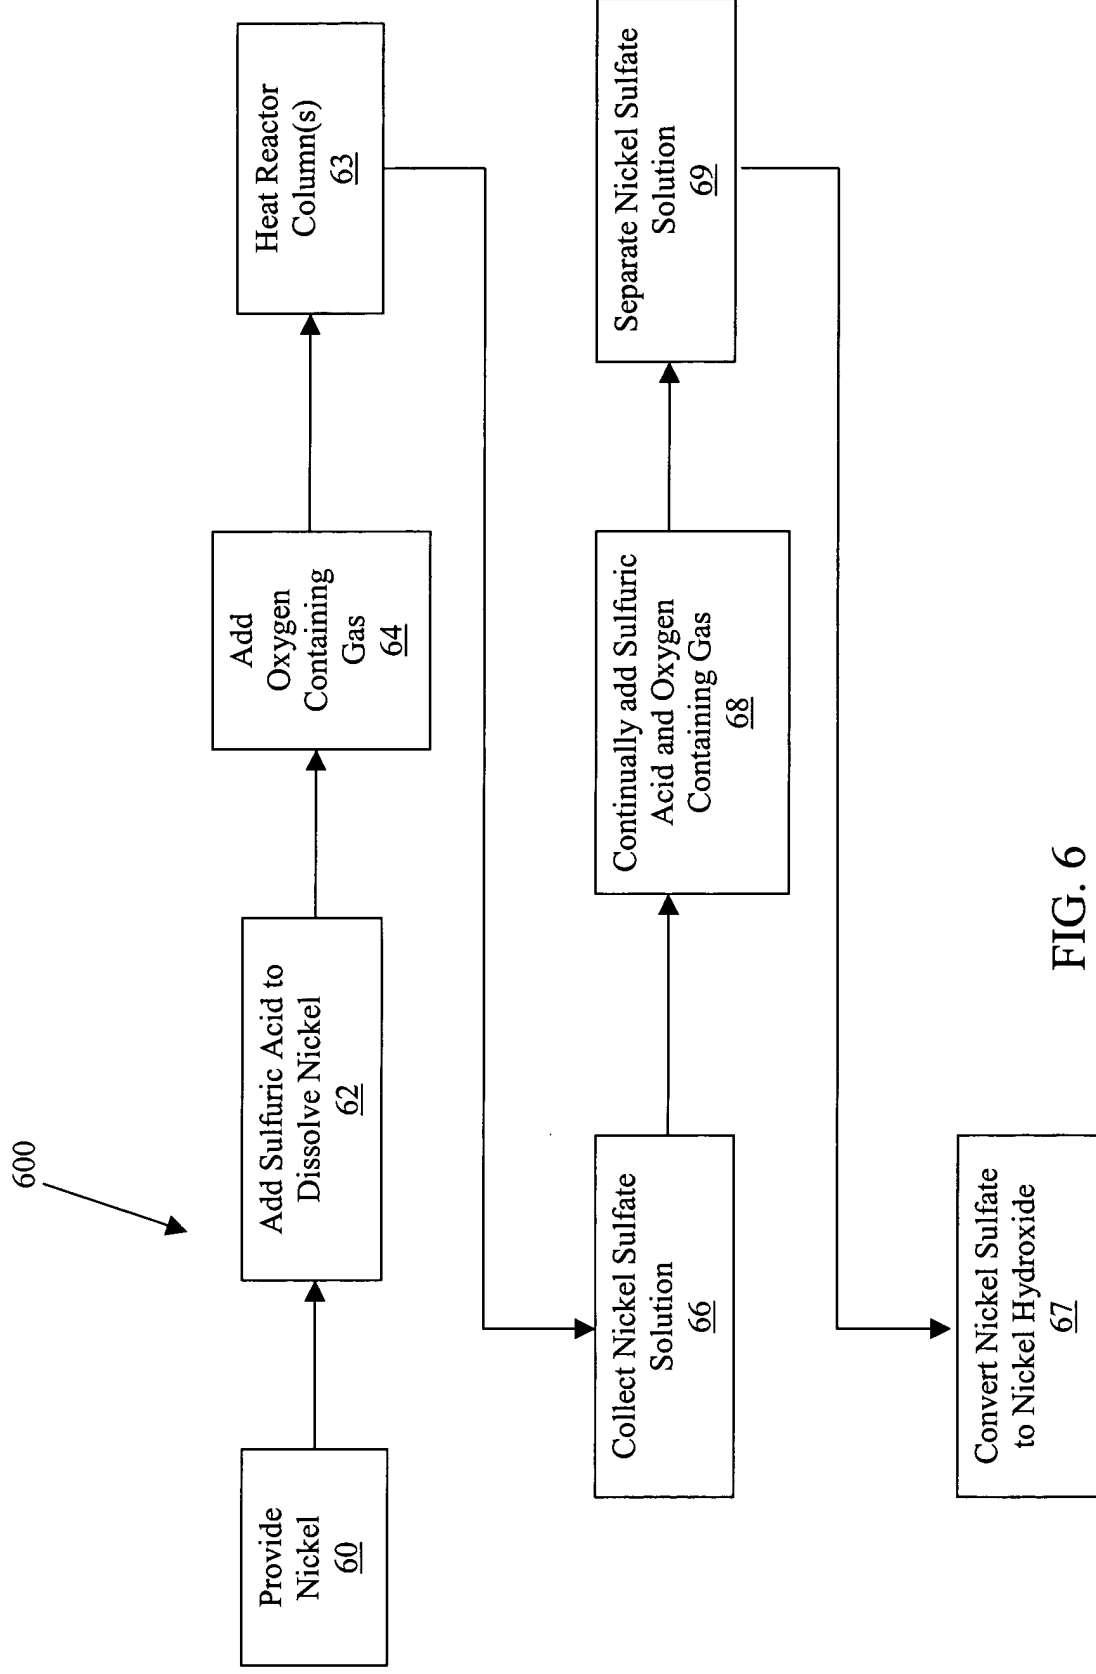 600
Provide
Nickel
60
Add Sulfuric Acid to
Dissolve Nickel
62
Add
Oxygen
Containing
Gas
64
Heat Reactor
Column(s)
63
Collect Nickel Sulfate
Solution
66
Continually add Sulfuric
Acid and Oxygen
Containing Gas
68
Separate Nickel Sulfate
Solution
69
Convert Nickel Sulfate
to Nickel Hydroxide
67
FIG. 6